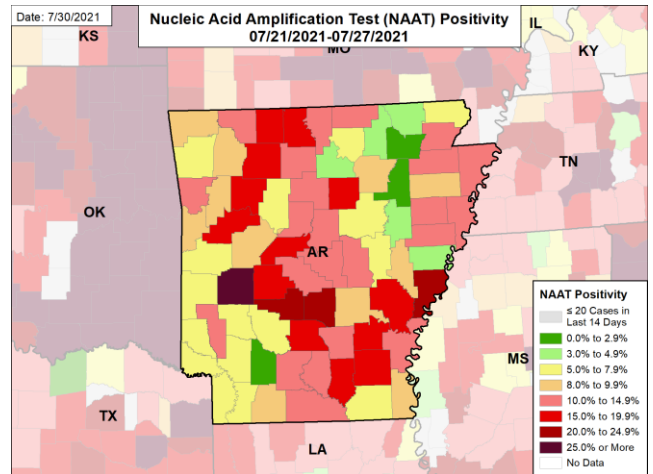 Date: 7/30/2021
Nucleic Acid Amplification Test (NAAT) Positivity
07/21/2021-07/27/2021
KS
MO
IL
KY
TN
OK
AR
MS
TX
LA
NAAT Positivity
≤ 20 Cases in
Last 14 Days
0.0% to 2.9%
3.0% to 4.9%
5.0% to 7.9%
8.0% to 9.9%
10.0% to 14.9%
15.0% to 19.9%
20.0% to 24.9%
25.0% or More
No Data